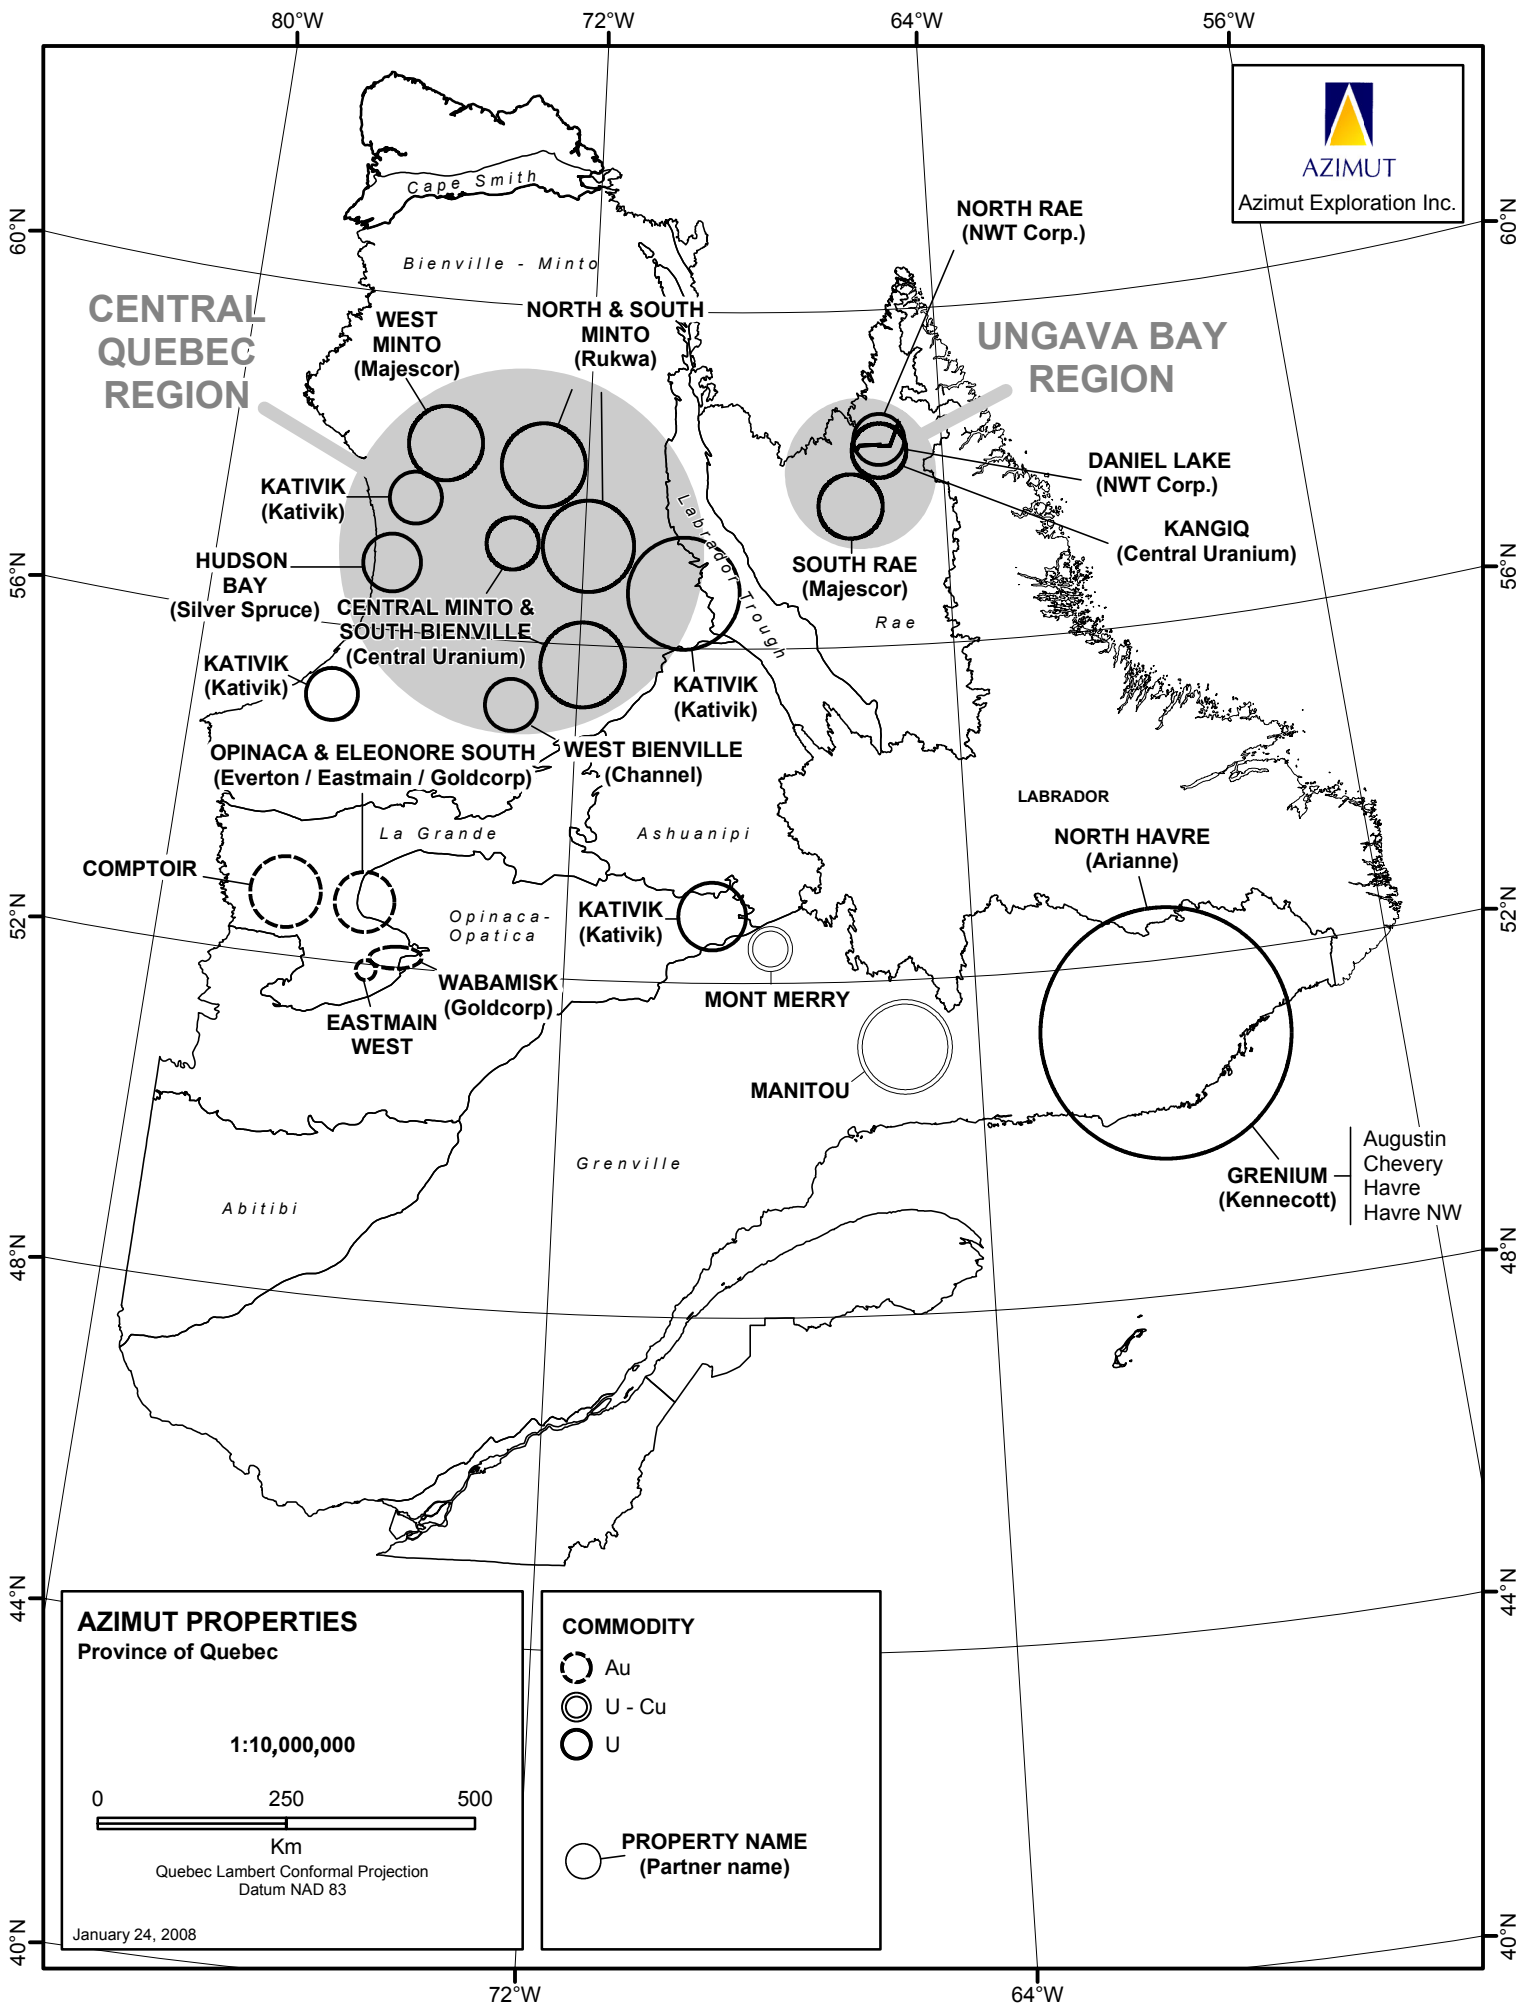 80°W
72°W
64°W
56°W
AZIMUT
Azimut Exploration Inc.
60°N
60°N
56°N
56°N
52°N
52°N
48°N
48°N
44°N
44°N
40°N
40°N
72°W
64°W
Cape Smith
Bienville - Minto
NORTH RAE
(NWT Corp.)
CENTRAL
QUEBEC
REGION
WEST
MINTO
(Majescor)
NORTH & SOUTH
MINTO
(Rukwa)
UNGAVA BAY
REGION
KATIVIK
(Kativik)
DANIEL LAKE
(NWT Corp.)
KANGIQ
(Central Uranium)
Labrador Trough
HUDSON
BAY
(Silver Spruce)
SOUTH RAE
(Majescor)
Rae
CENTRAL MINTO &
SOUTH BIENVILLE
(Central Uranium)
KATIVIK
(Kativik)
KATIVIK
(Kativik)
OPINACA & ELEONORE SOUTH
(Everton / Eastmain / Goldcorp)
WEST BIENVILLE
(Channel)
LABRADOR
La Grande
Ashuanipi
NORTH HAVRE
(Arianne)
COMPTOIR
Opinaca-
Opatica
KATIVIK
(Kativik)
WABAMISK
(Goldcorp)
MONT MERRY
EASTMAIN
WEST
MANITOU
Grenville
Abitibi
GRENIUM
(Kennecott)
Augustin
Chevery
Havre
Havre NW
AZIMUT PROPERTIES
Province of Quebec
1:10,000,000
0 250 500
Km
Quebec Lambert Conformal Projection
Datum NAD 83
January 24, 2008
COMMODITY
Au
U - Cu
U
PROPERTY NAME
(Partner name)